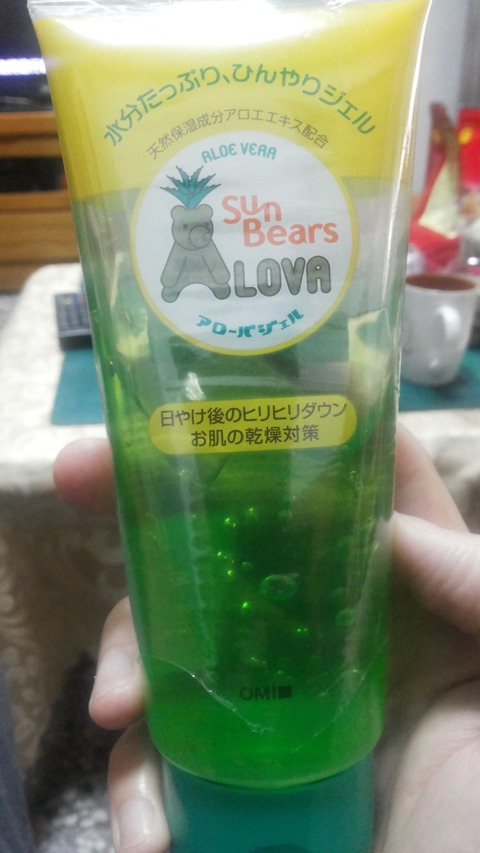 水分たっぷり、ひんやりジェル
天然保湿成分アロエエキス配合
ALOE VERA
Sun
Bears
ALOVA
アローバジェル
日やけ後のヒリヒリダウン
お肌の乾燥対策
OMI